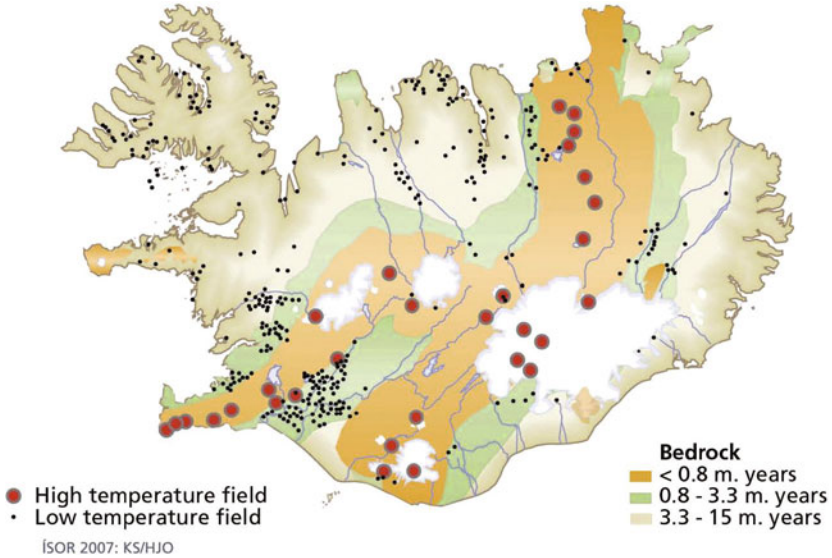 Bedrock
< 0.8 m. years
0.8 - 3.3 m. years
3.3 - 15 m. years
High temperature field
Low temperature field
ÍSOR 2007: KS/HJO